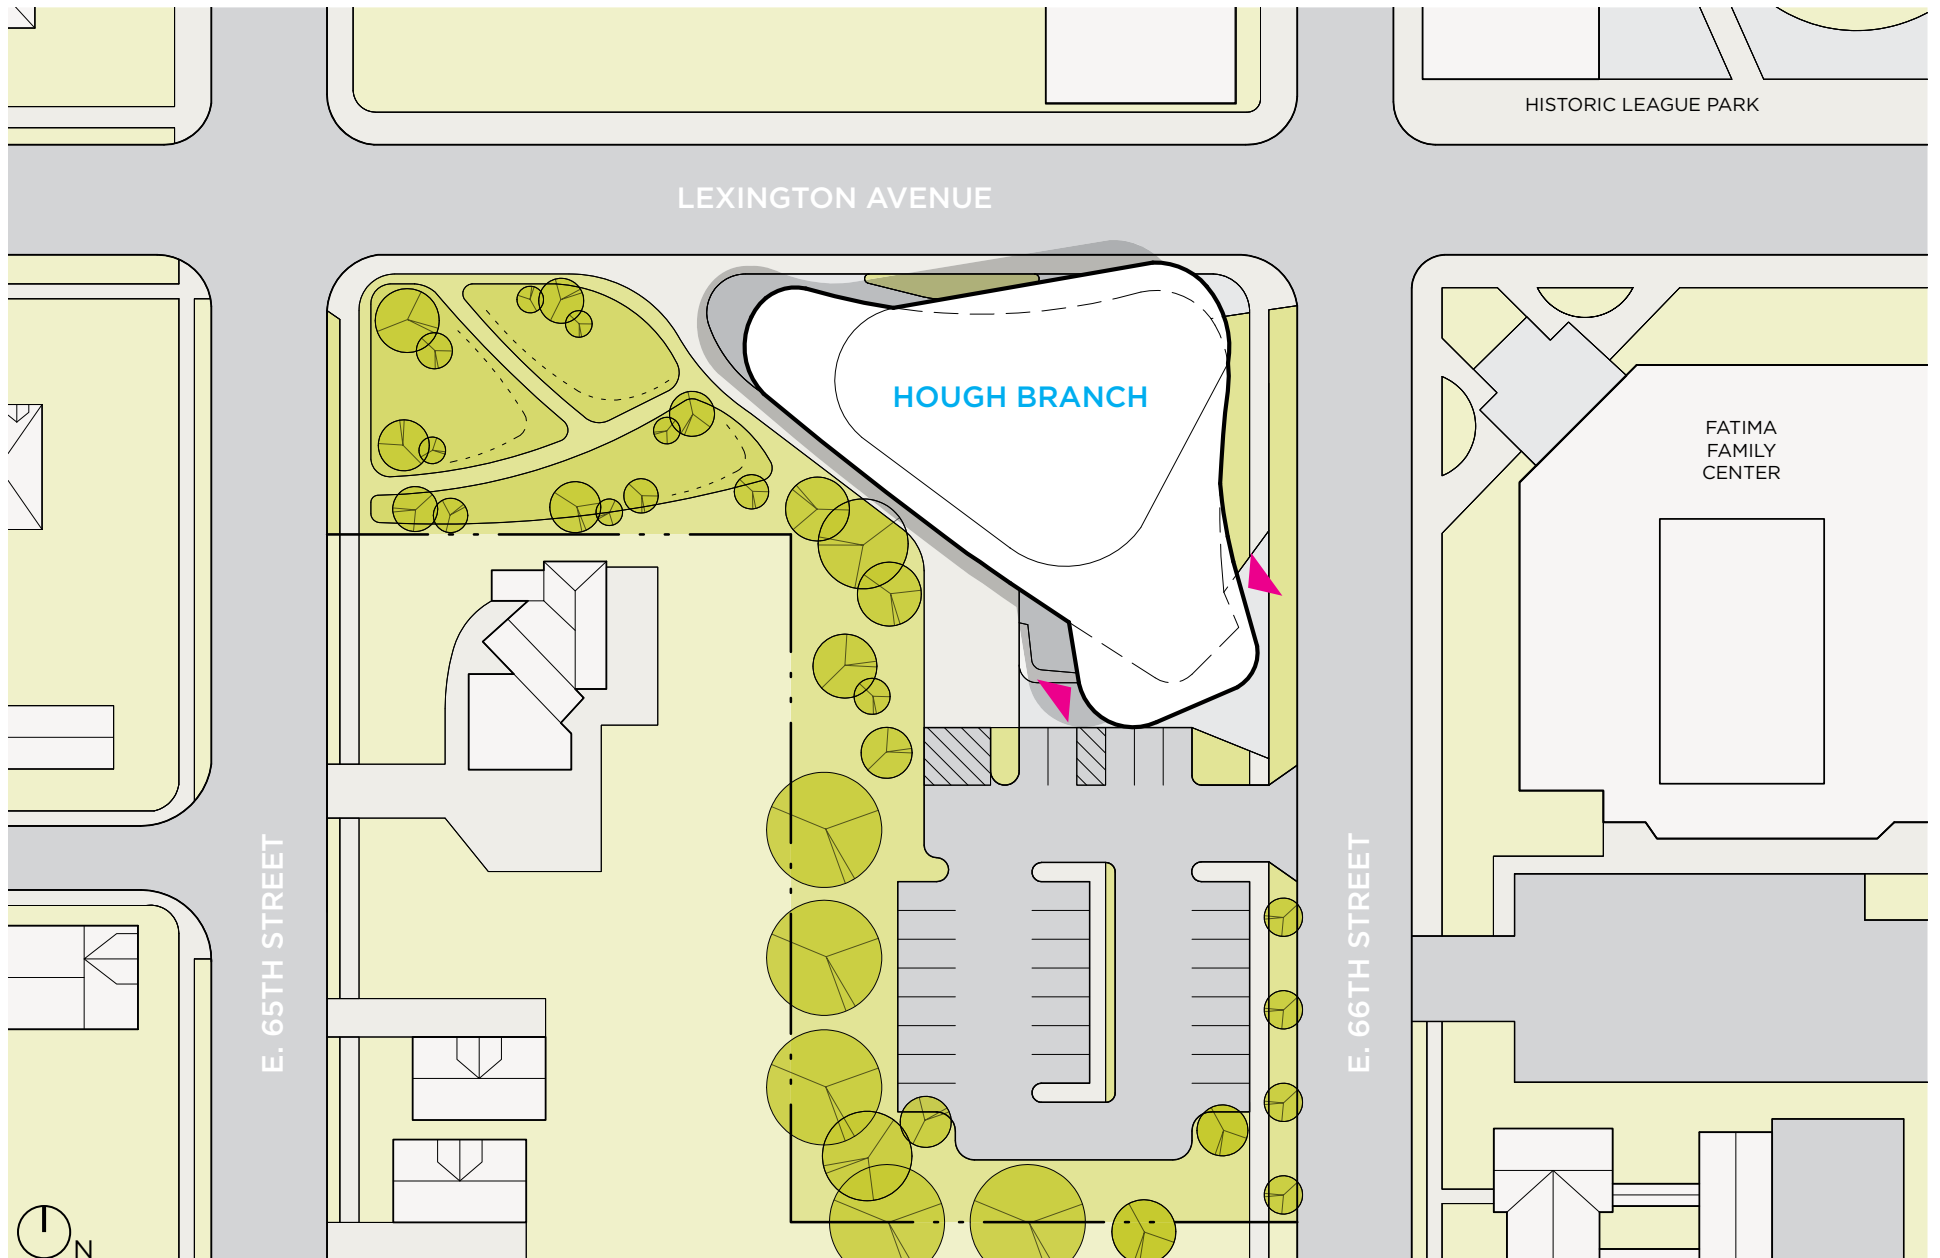 HISTORIC LEAGUE PARK
LEXINGTON AVENUE
HOUGH BRANCH
FATIMA
FAMILY
CENTER
E. 65TH STREET
E. 66TH STREET
N